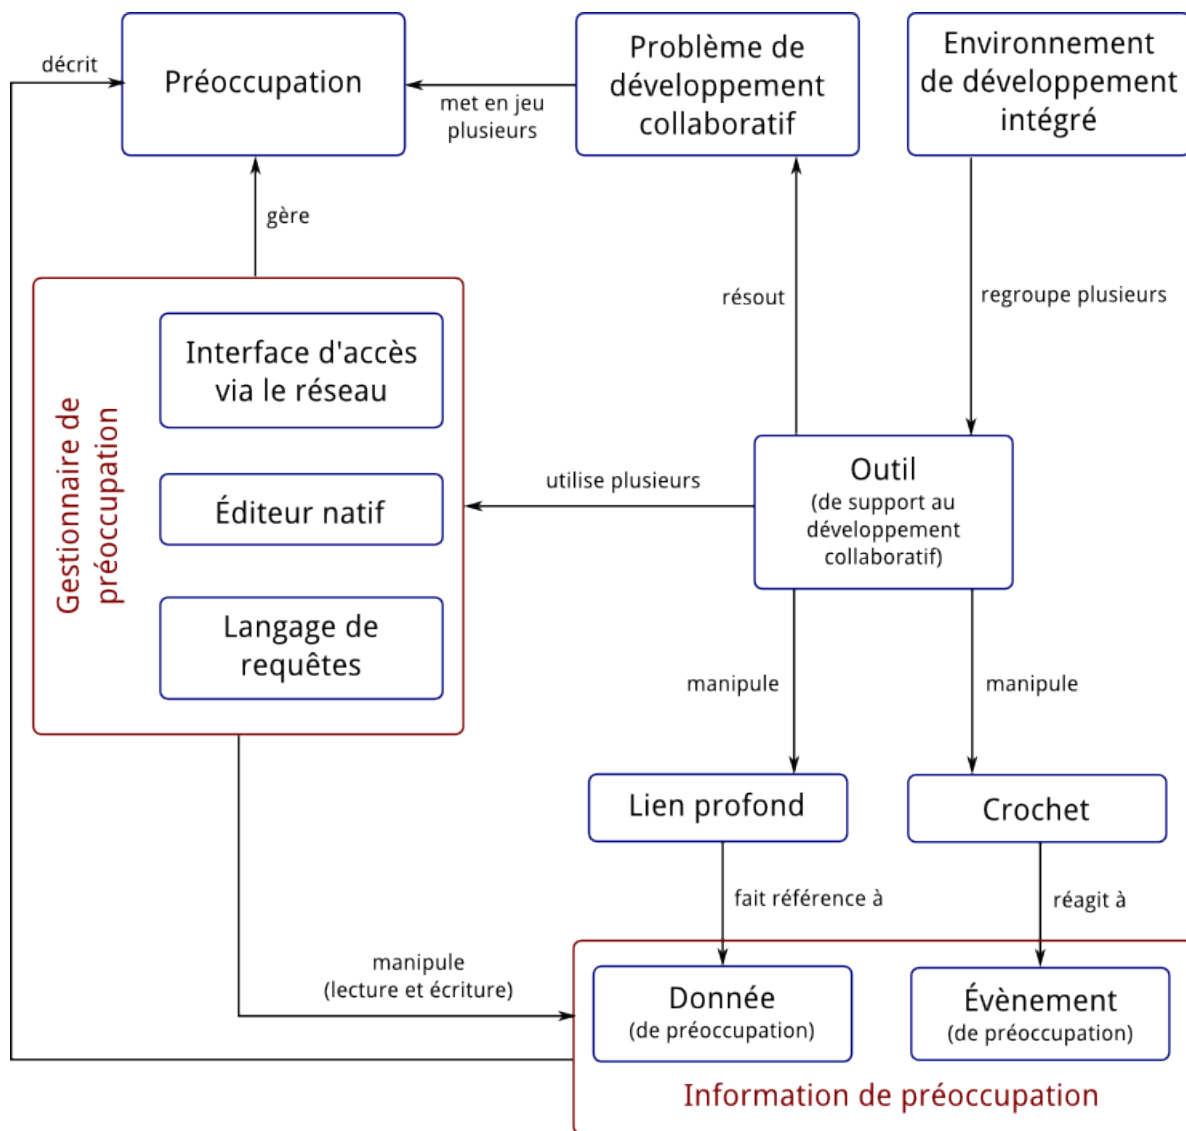 décrit
Préoccupation
met en jeu
plusieurs
Problème de
développement
collaboratif
Environnement
de développement
intégré
gère
résout
regroupe plusieurs
Gestionnaire de
préoccupation
Interface d'accès
via le réseau
Éditeur natif
Langage de
requêtes
utilise plusieurs
Outil
(de support au
développement
collaboratif)
manipule
manipule
Lien profond
Crochet
fait référence à
réagit à
manipule
(lecture et écriture)
Donnée
(de préoccupation)
Évènement
(de préoccupation)
Information de préoccupation